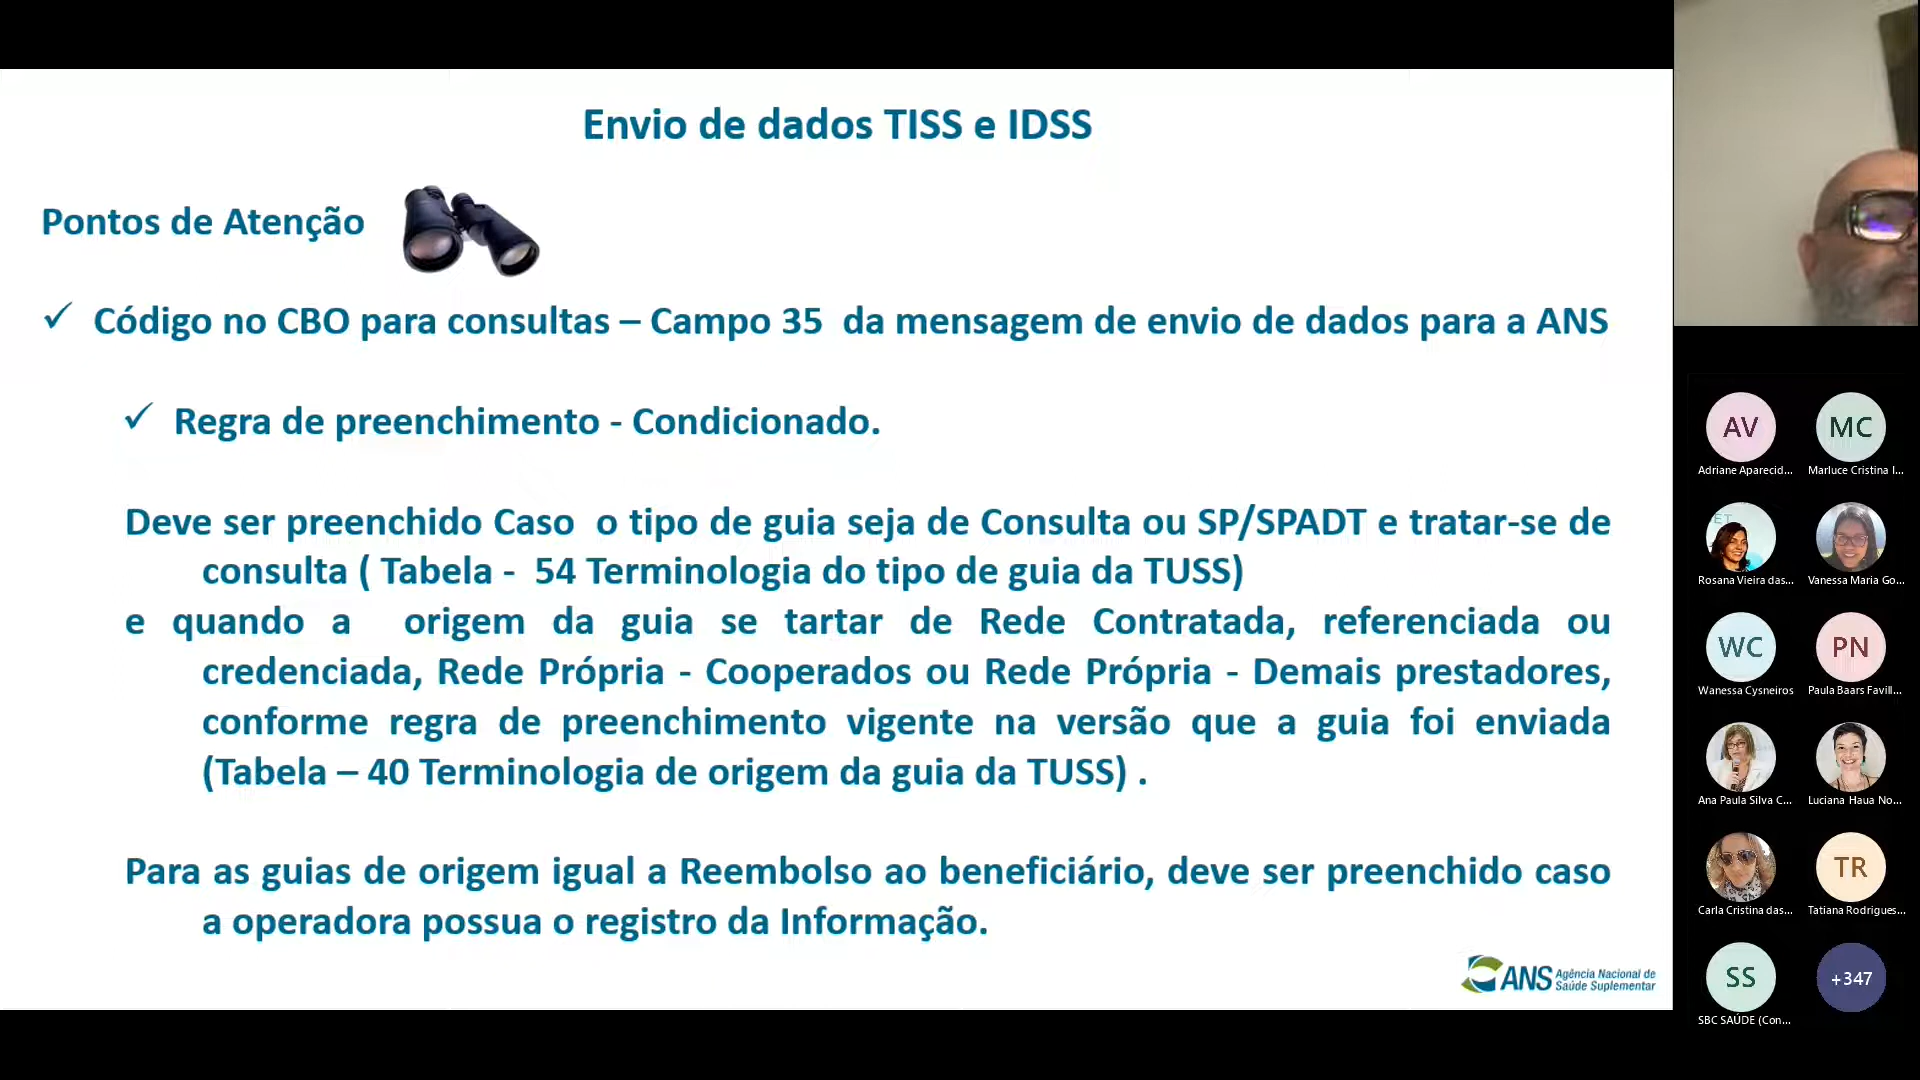 Envio de dados TISS e IDSS
Pontos de Atenção
✓ Código no CBO para consultas – Campo 35 da mensagem de envio de dados para a ANS
✓ Regra de preenchimento - Condicionado.
Deve ser preenchido Caso o tipo de guia seja de Consulta ou SP/SPADT e tratar-se de
consulta ( Tabela - 54 Terminologia do tipo de guia da TUSS)
e quando a origem da guia se tartar de Rede Contratada, referenciada ou
credenciada, Rede Própria - Cooperados ou Rede Própria - Demais prestadores,
conforme regra de preenchimento vigente na versão que a guia foi enviada
(Tabela – 40 Terminologia de origem da guia da TUSS) .
Para as guias de origem igual a Reembolso ao beneficiário, deve ser preenchido caso
a operadora possua o registro da Informação.
ANS Agência Nacional de
Saúde Suplementar
AV MC
Adriane Aparecid... Marluce Cristina I...
ET
Rosana Vieira das... Vanessa Maria Go...
WC PN
Wanessa Cysneiros Paula Baars Favill...
Ana Paula Silva C... Luciana Haua No...
TR
Carla Cristina das... Tatiana Rodrigues...
SS +347
SBC SAÚDE (Con...